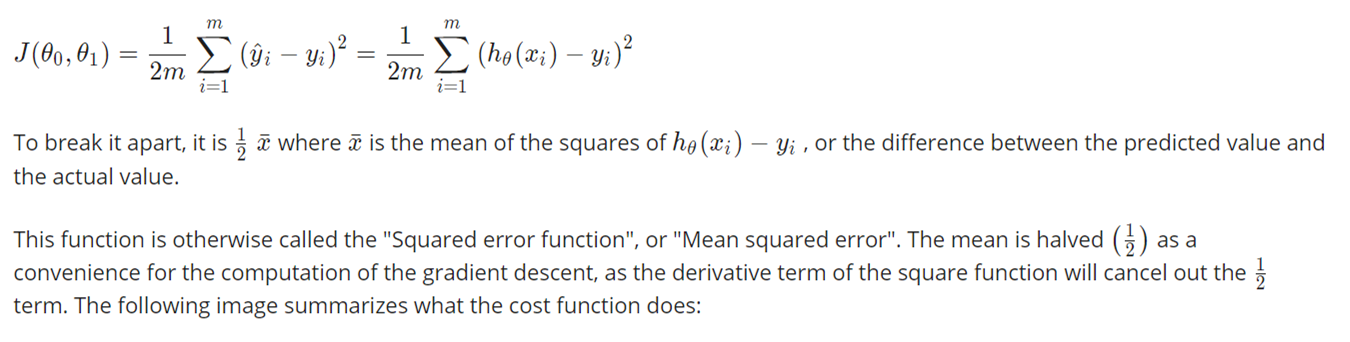 J(θ₀, θ₁) = 1/2m ∑ᵢ₌₁ᵐ (ŷᵢ − yᵢ)² = 1/2m ∑ᵢ₌₁ᵐ (hθ(xᵢ) − yᵢ)²
To break it apart, it is ½ x̄ where x̄ is the mean of the squares of hθ(xᵢ) − yᵢ , or the difference between the predicted value and
the actual value.
This function is otherwise called the "Squared error function", or "Mean squared error". The mean is halved (½) as a
convenience for the computation of the gradient descent, as the derivative term of the square function will cancel out the ½
term. The following image summarizes what the cost function does: